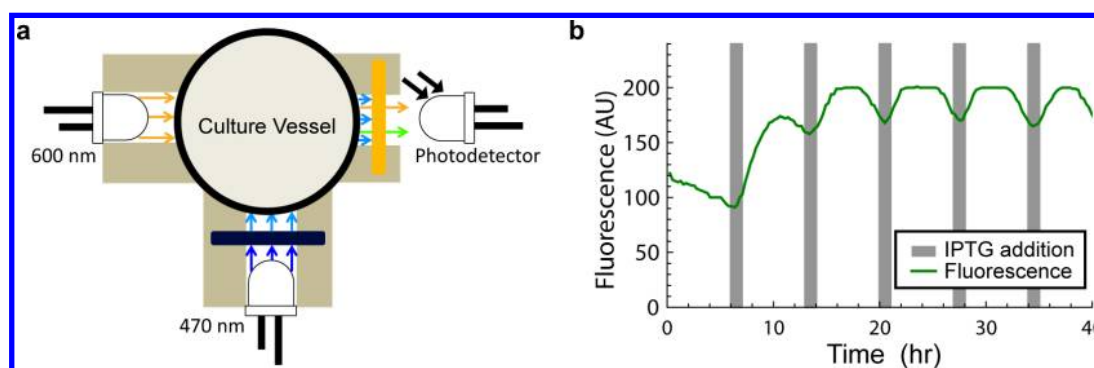 a
Culture Vessel
600 nm
Photodetector
470 nm
b
Fluorescence (AU)
200
150
100
50
0
IPTG addition
Fluorescence
0 10 20 30 40
Time (hr)